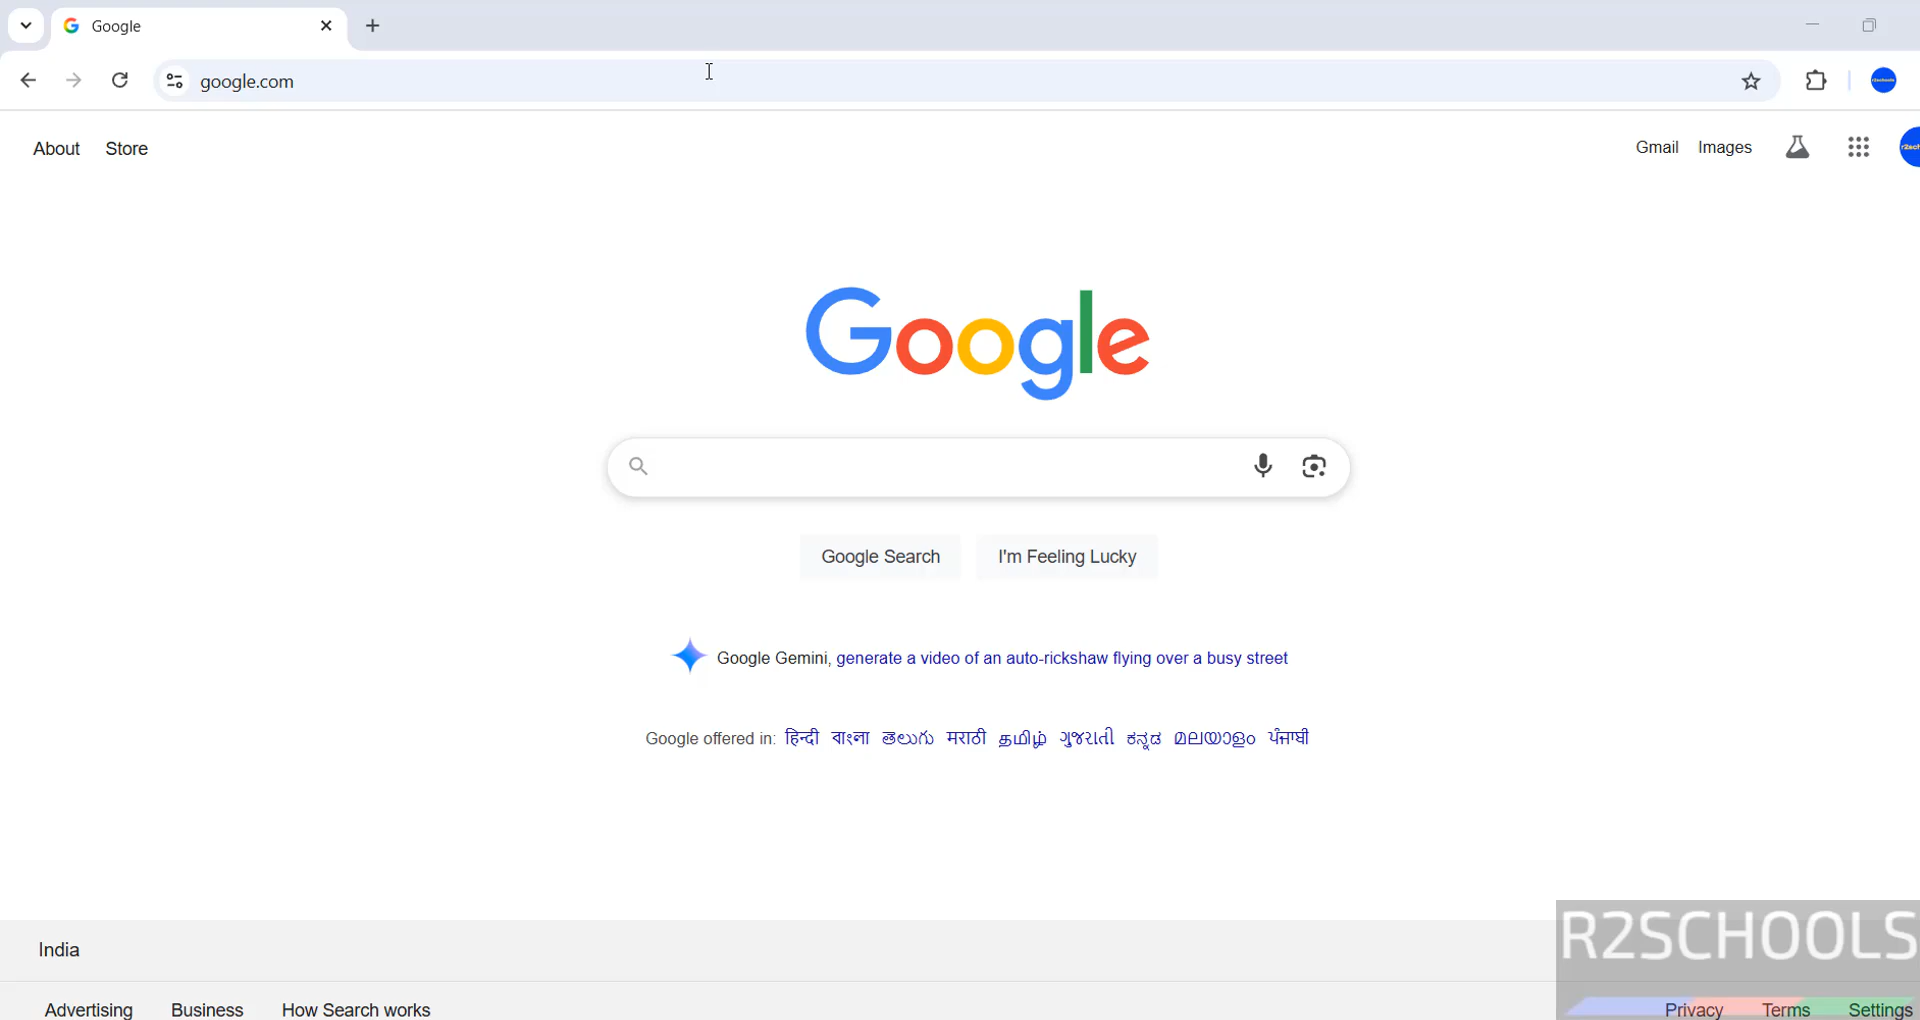 Google
google.com
About Store
Gmail Images
Google
Google Search I'm Feeling Lucky
Google Gemini, generate a video of an auto-rickshaw flying over a busy street
Google offered in: हिन्दी বাংলা తెలుగు मराठी தமிழ் ગુજરાતી ಕನ್ನಡ മലയാളം ਪੰਜਾਬੀ
India
R2SCHOOLS
Advertising Business How Search works
Privacy Terms Settings